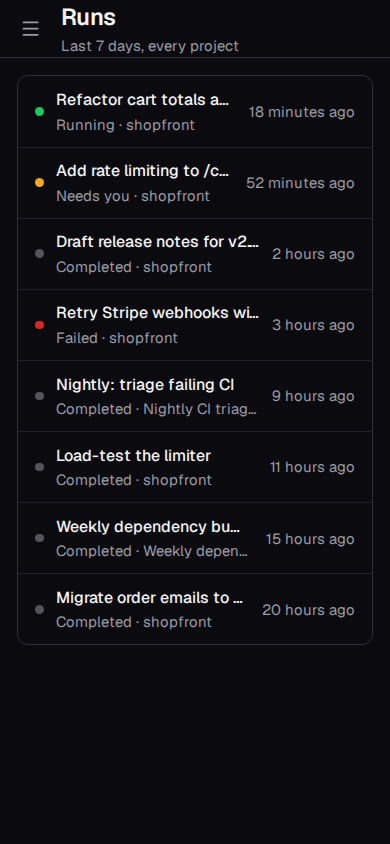 Runs
Last 7 days, every project
Refactor cart totals a...
18 minutes ago
Running · shopfront
Add rate limiting to /c...
52 minutes ago
Needs you · shopfront
Draft release notes for v2....
2 hours ago
Completed · shopfront
Retry Stripe webhooks wi...
3 hours ago
Failed · shopfront
Nightly: triage failing CI
9 hours ago
Completed · Nightly CI triag...
Load-test the limiter
11 hours ago
Completed · shopfront
Weekly dependency bu...
15 hours ago
Completed · Weekly depen...
Migrate order emails to ...
20 hours ago
Completed · shopfront